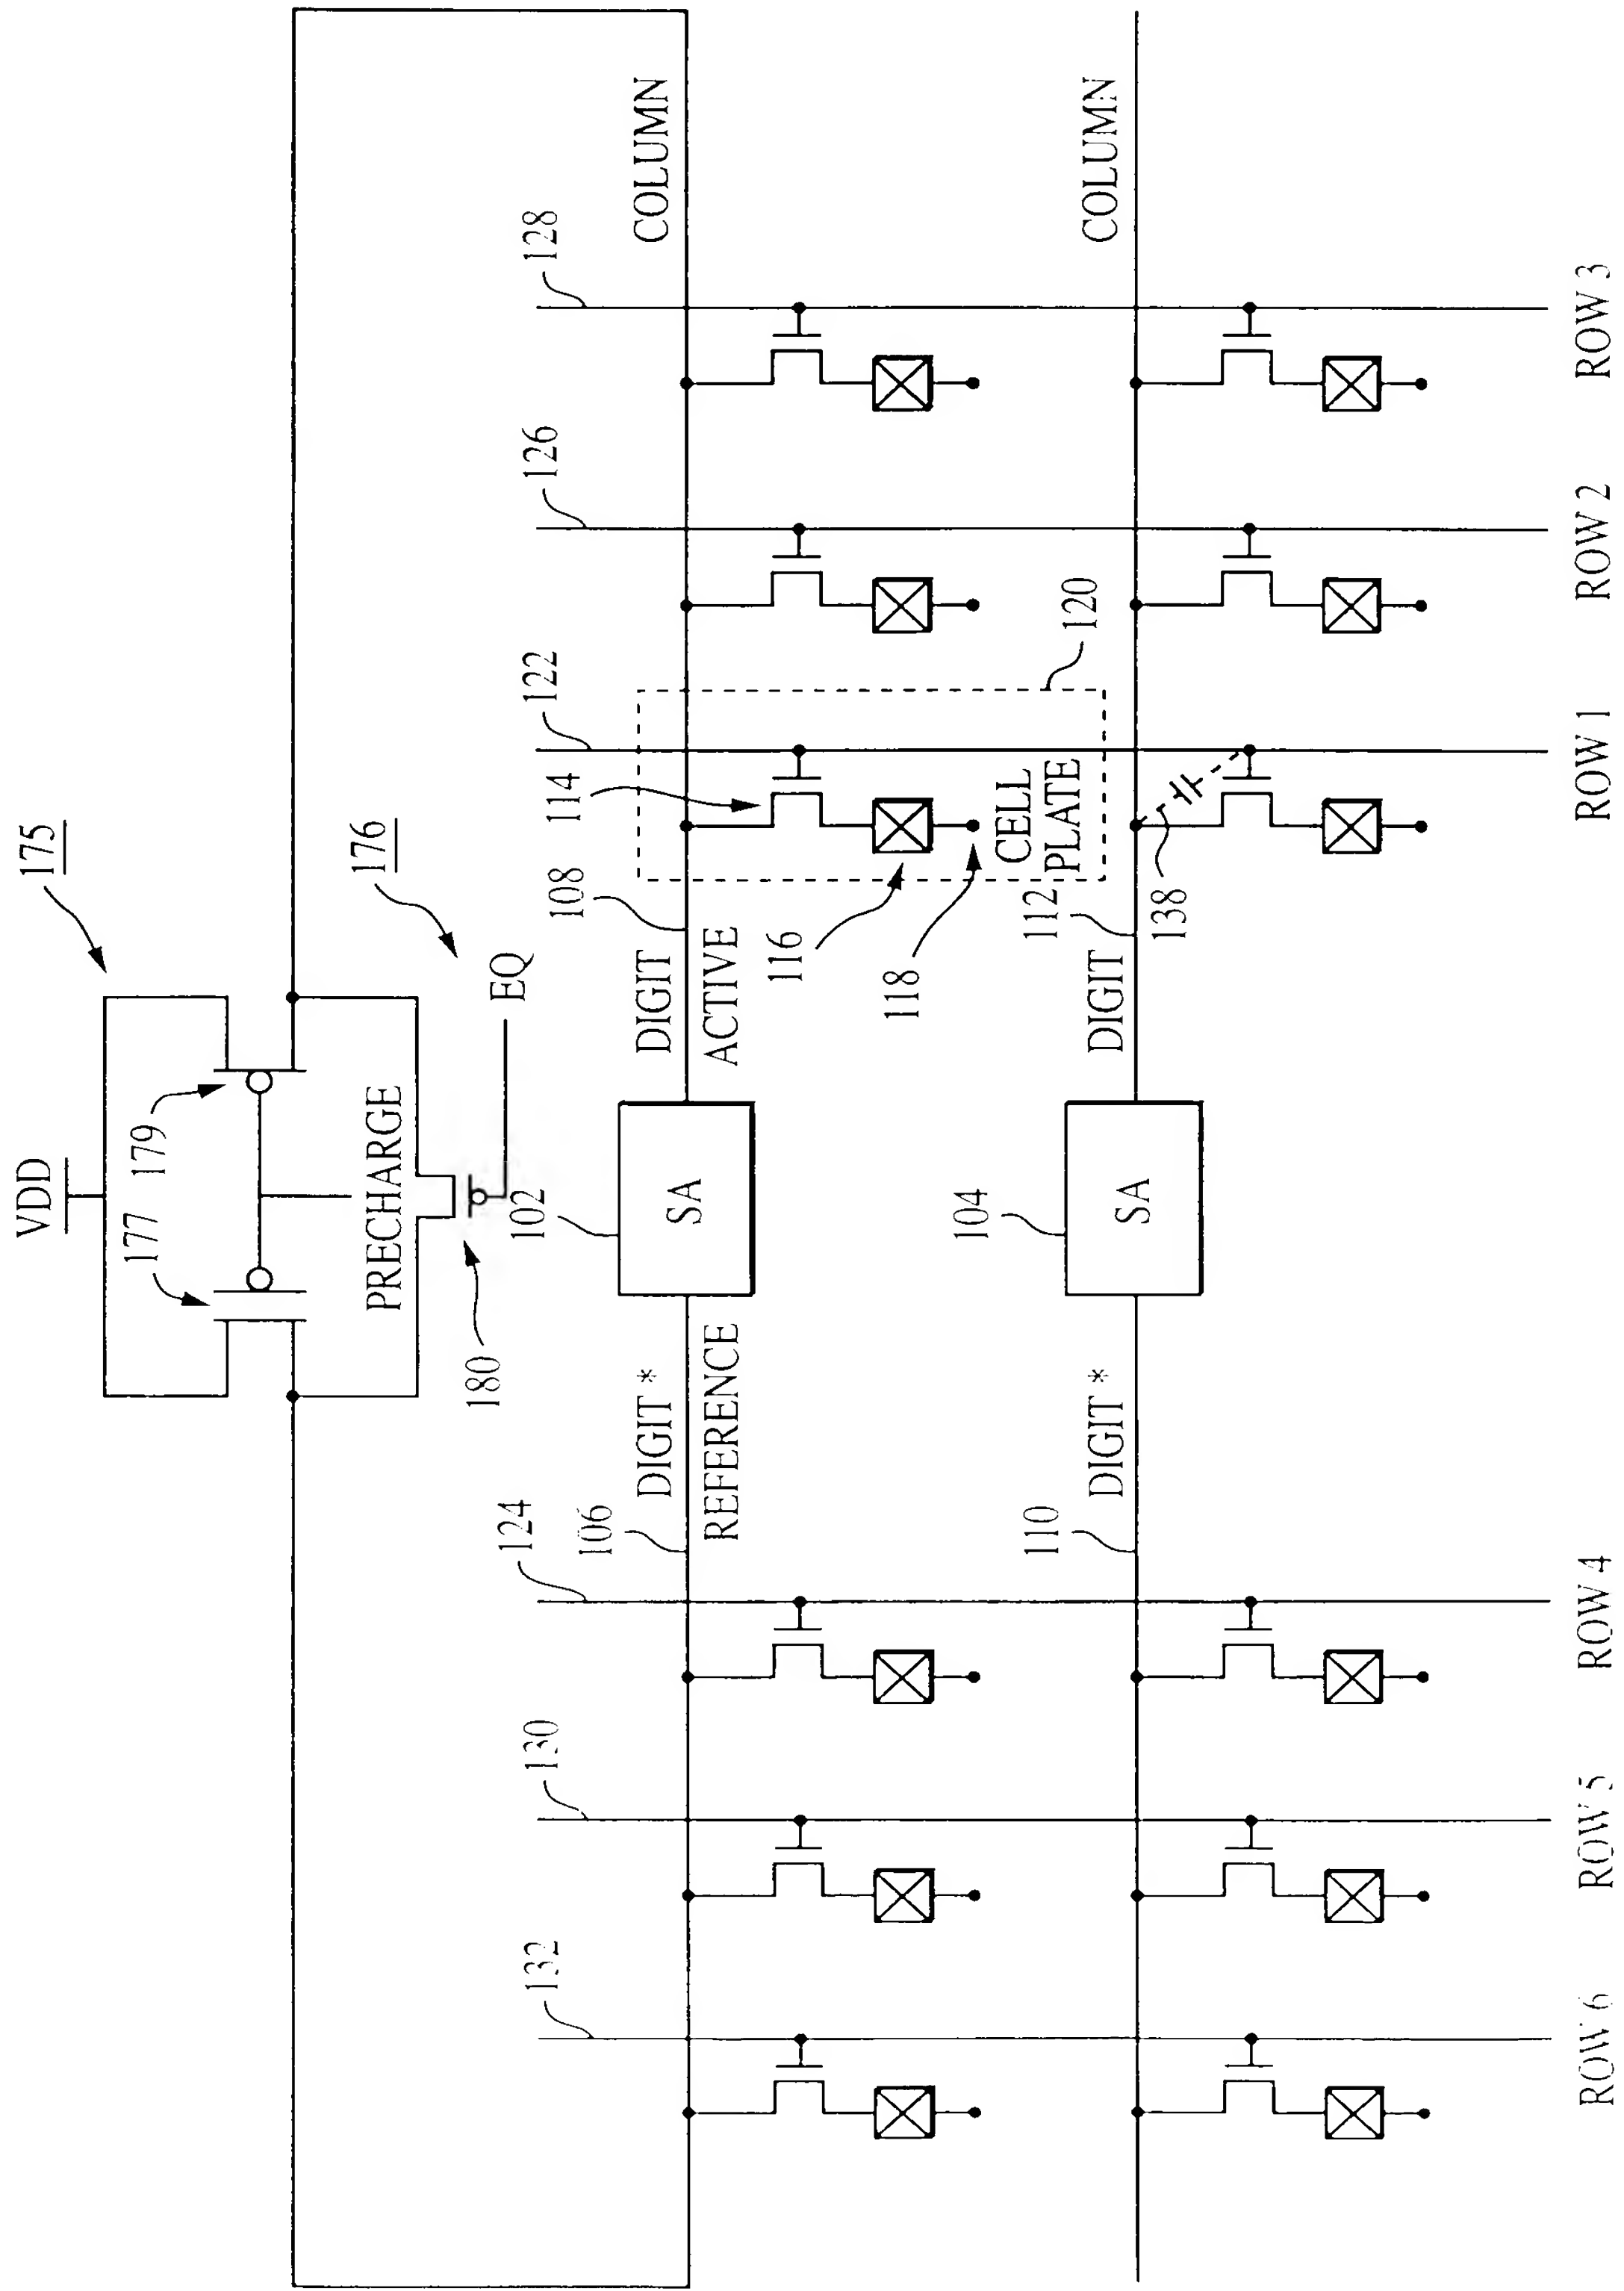 VDD
175
177
179
PRECHARGE
176
EQ
180
132
130
124
102
122
126
128
106
DIGIT *
REFERENCE
SA
108
DIGIT
ACTIVE
COLUMN
114
116
118
CELL
PLATE
120
110
DIGIT *
104
SA
DIGIT
112
138
COLUMN
ROW 6
ROW 5
ROW 4
ROW 1
ROW 2
ROW 3